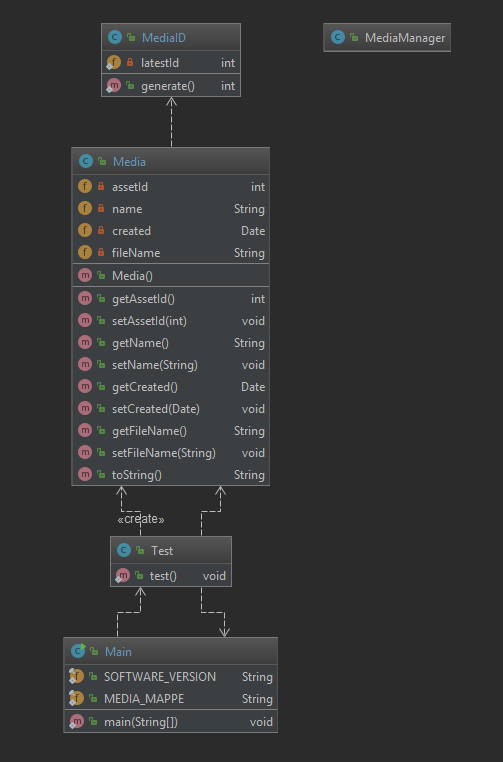 MediaID
latestId int
generate() int
MediaManager
Media
assetId int
name String
created Date
fileName String
Media()
getAssetId() int
setAssetId(int) void
getName() String
setName(String) void
getCreated() Date
setCreated(Date) void
getFileName() String
setFileName(String) void
toString() String
«create»
Test
test() void
Main
SOFTWARE_VERSION String
MEDIA_MAPPE String
main(String[]) void